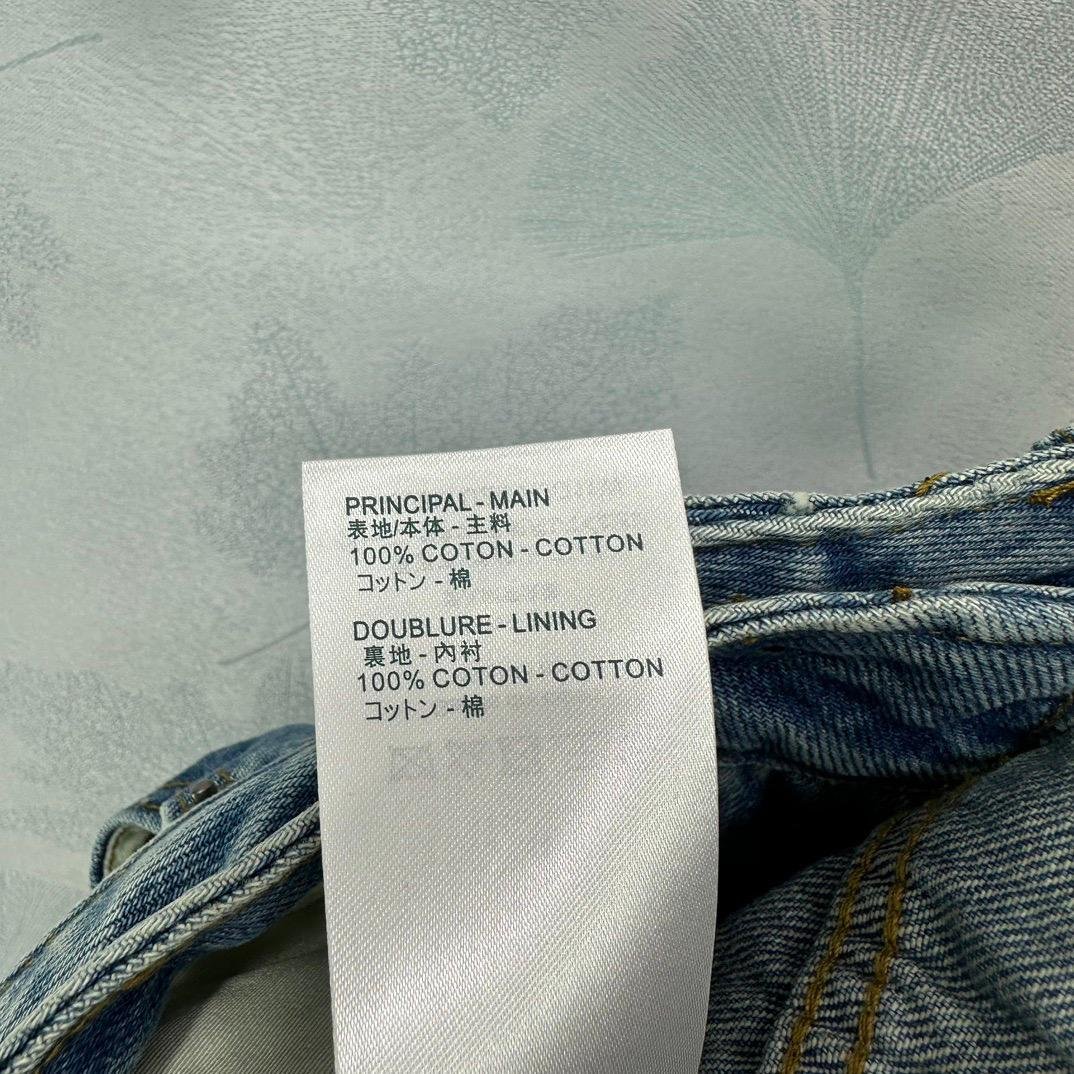 PRINCIPAL - MAIN
表地/本体 - 主料
100% COTON - COTTON
コットン - 棉
DOUBLURE - LINING
裏地 - 內衬
100% COTON - COTTON
コットン - 棉